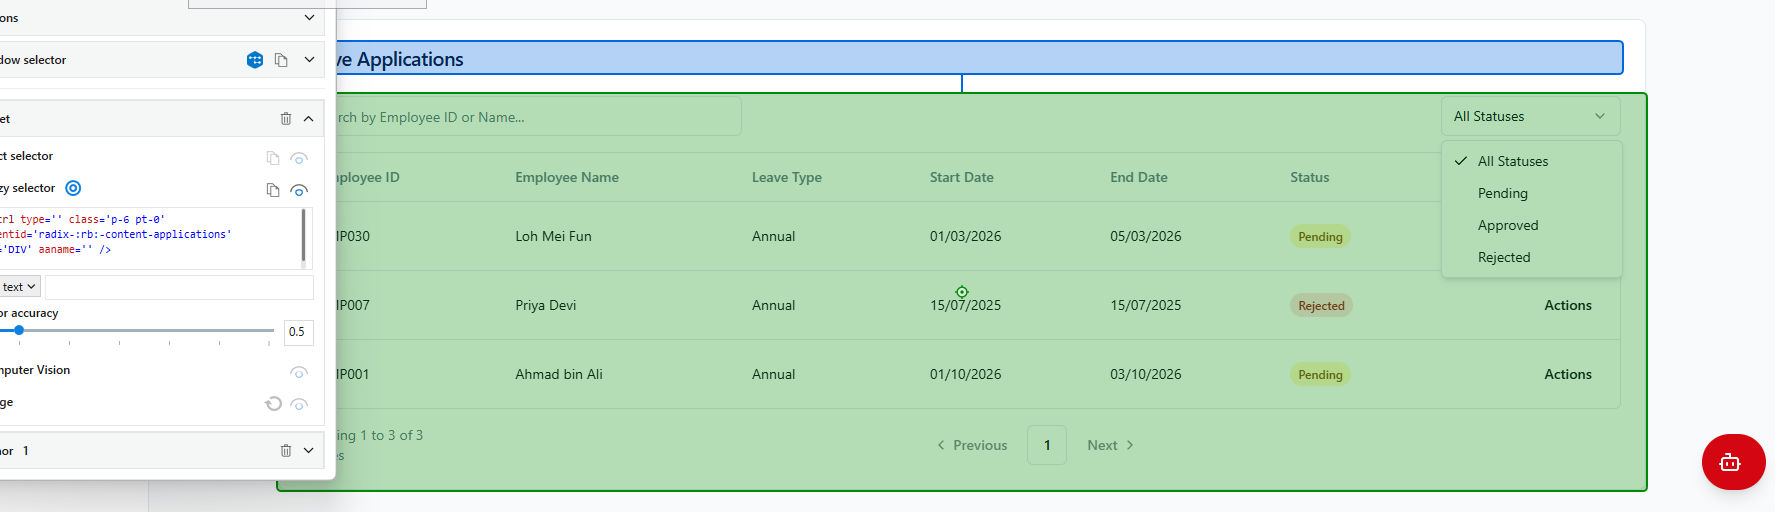 ons
dow selector
et
ct selector
zy selector
trl type='' class='p-6 pt-0'
entid='radix-:rb:-content-applications'
='DIV' aaname='' />
text
or accuracy
0.5
mputer Vision
ge
or 1
ve Applications
rch by Employee ID or Name...
All Statuses
All Statuses
Pending
Approved
Rejected
ployee ID Employee Name Leave Type Start Date End Date Status
IP030 Loh Mei Fun Annual 01/03/2026 05/03/2026 Pending
IP007 Priya Devi Annual 15/07/2025 15/07/2025 Rejected Actions
IP001 Ahmad bin Ali Annual 01/10/2026 03/10/2026 Pending Actions
ing 1 to 3 of 3
es
Previous 1 Next